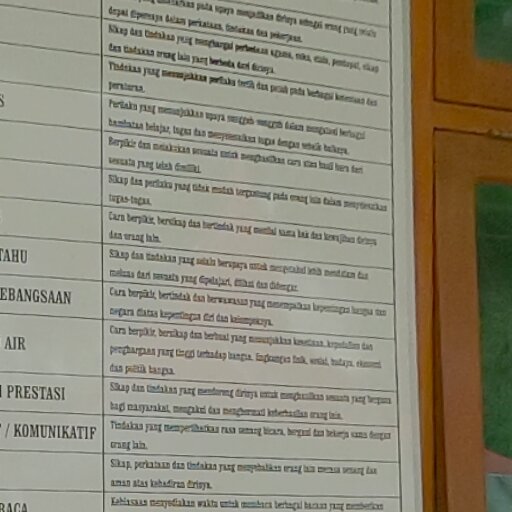 pada upaya menjadikan dirinya sebagai orang yang selalu
dapat dipercaya dalam perkataan, tindakan dan pekerjaan.
Sikap dan tindakan yang menghargai perbedaan agama, suku, etnis, pendapat, sikap
dan tindakan orang lain yang berbeda dari dirinya.
Tindakan yang menunjukkan perilaku tertib dan patuh pada berbagai ketentuan dan
peraturan.
S
Perilaku yang menunjukkan upaya sungguh-sungguh dalam mengatasi berbagai
hambatan belajar, tugas dan menyelesaikan tugas dengan sebaik baiknya.
Berpikir dan melakukan sesuatu untuk menghasilkan cara atau hasil baru dari
sesuatu yang telah dimiliki.
Sikap dan perilaku yang tidak mudah tergantung pada orang lain dalam menyelesaikan
tugas-tugas.
Cara berpikir, bersikap dan bertindak yang menilai sama hak dan kewajiban dirinya
dan orang lain.
TAHU
Sikap dan tindakan yang selalu berupaya untuk mengetahui lebih mendalam dan
meluas dari sesuatu yang dipelajari, dilihat dan didengar.
EBANGSAAN
Cara berpikir, bertindak dan berwawasan yang menempatkan kepentingan bangsa dan
negara diatas kepentingan diri dan kelompoknya.
AIR
Cara berpikir, bersikap dan berbuat yang menunjukkan kesetiaan, kepedulian dan
penghargaan yang tinggi terhadap bangsa, lingkungan fisik, sosial, budaya, ekonomi
dan politik bangsa.
I PRESTASI
Sikap dan tindakan yang mendorong dirinya untuk menghasilkan sesuatu yang berguna
bagi masyarakat, mengakui dan menghormati keberhasilan orang lain.
/ KOMUNIKATIF
Tindakan yang memperlihatkan rasa senang bicara, bergaul dan bekerja sama dengan
orang lain.
Sikap, perkataan dan tindakan yang menyebabkan orang lain merasa senang dan
aman atas kehadiran dirinya.
BACA
Kebiasaan menyediakan waktu untuk membaca berbagai bacaan yang memberikan